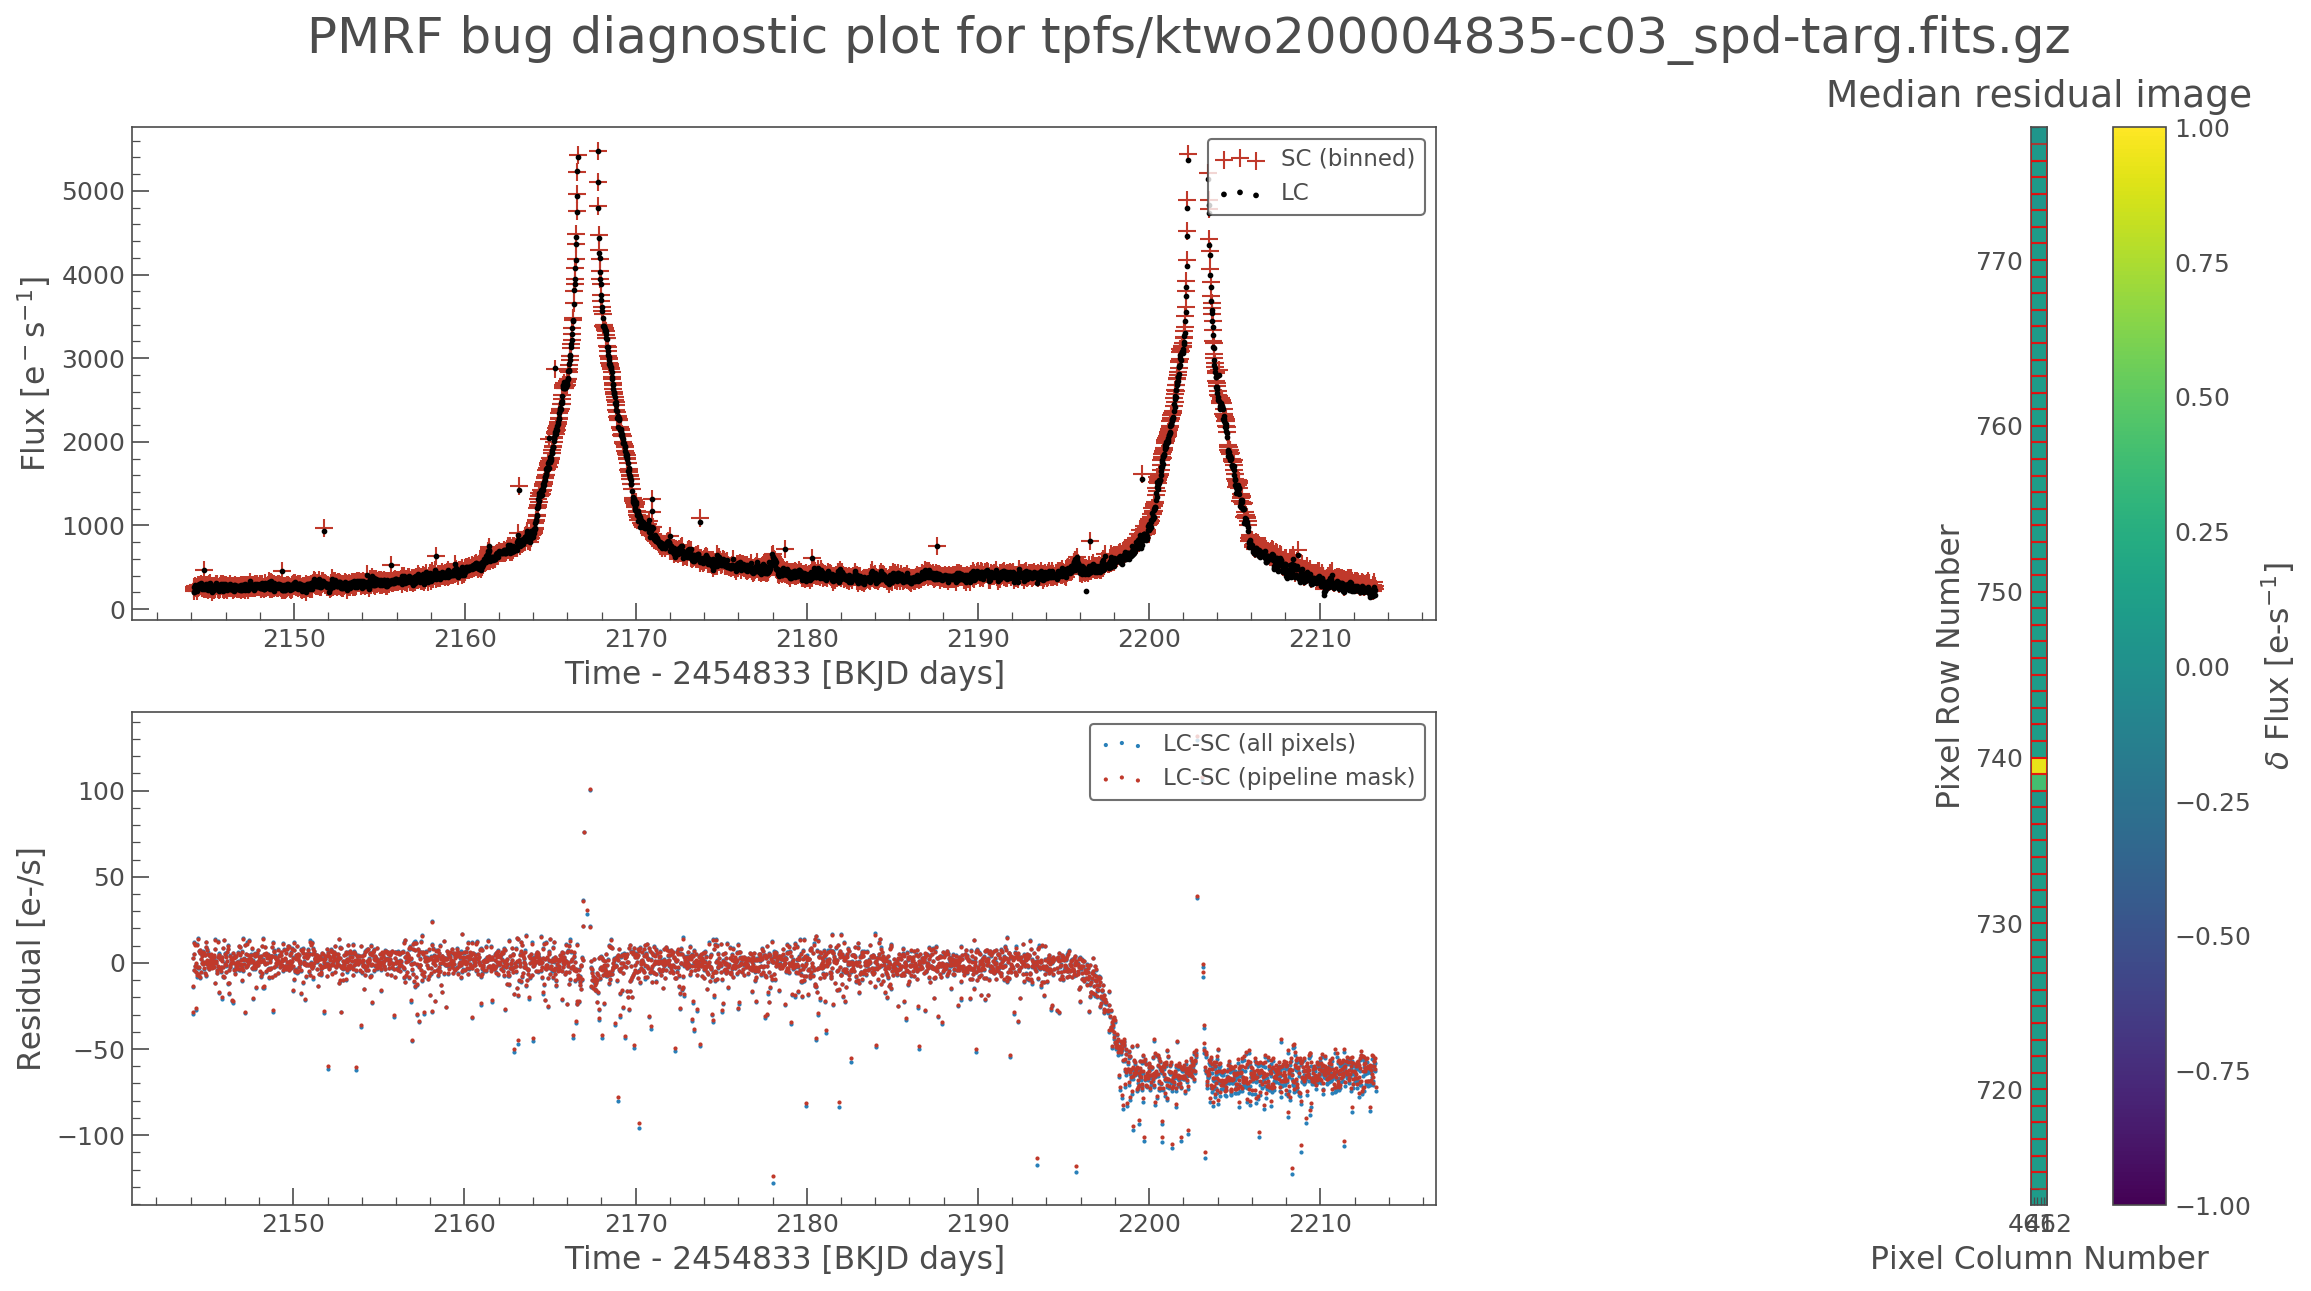 PMRF bug diagnostic plot for tpfs/ktwo200004835-c03_spd-targ.fits.gz
Flux [e⁻ s⁻¹]
5000
4000
3000
2000
1000
0
SC (binned)
LC
2150 2160 2170 2180 2190 2200 2210
Time - 2454833 [BKJD days]
Residual [e-/s]
100
50
0
−50
−100
LC-SC (all pixels)
LC-SC (pipeline mask)
2150 2160 2170 2180 2190 2200 2210
Time - 2454833 [BKJD days]
Median residual image
Pixel Row Number
770
760
750
740
730
720
461 462
Pixel Column Number
1.00
0.75
0.50
0.25
0.00
−0.25
−0.50
−0.75
−1.00
δ Flux [e-s⁻¹]